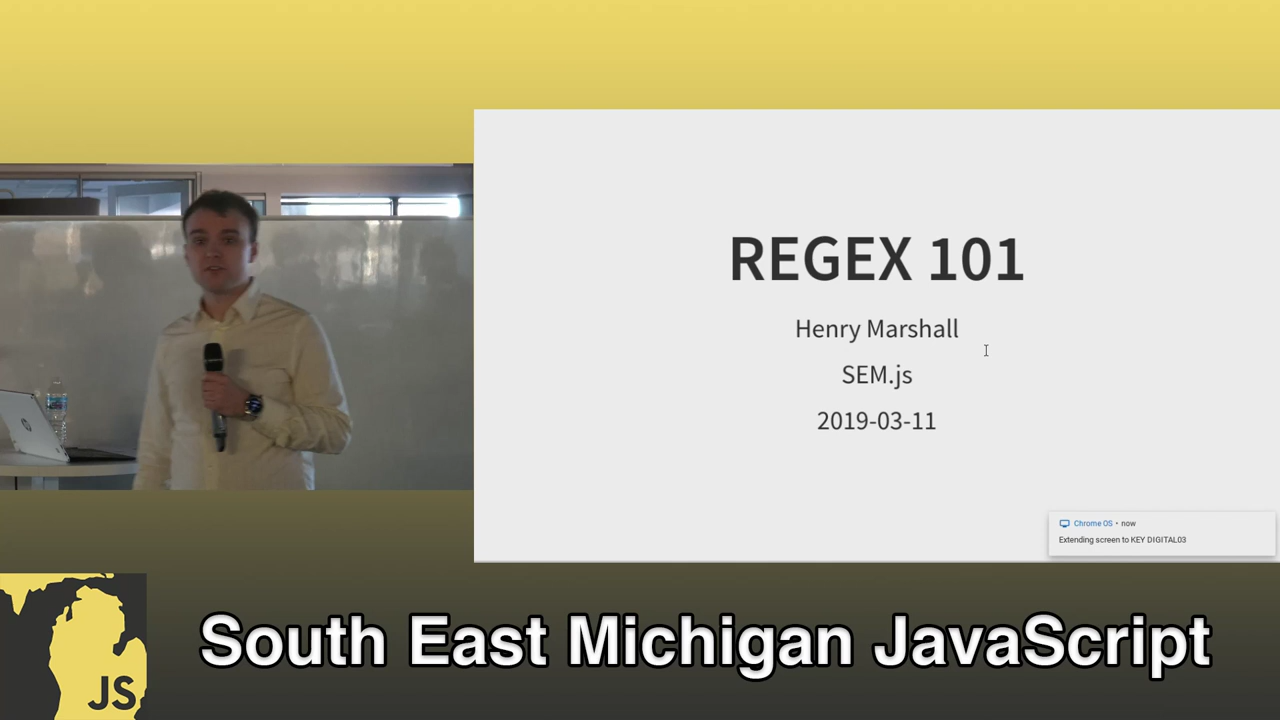 REGEX 101
Henry Marshall
SEM.js
2019-03-11
Chrome OS • now
Extending screen to KEY DIGITAL03
JS
South East Michigan JavaScript